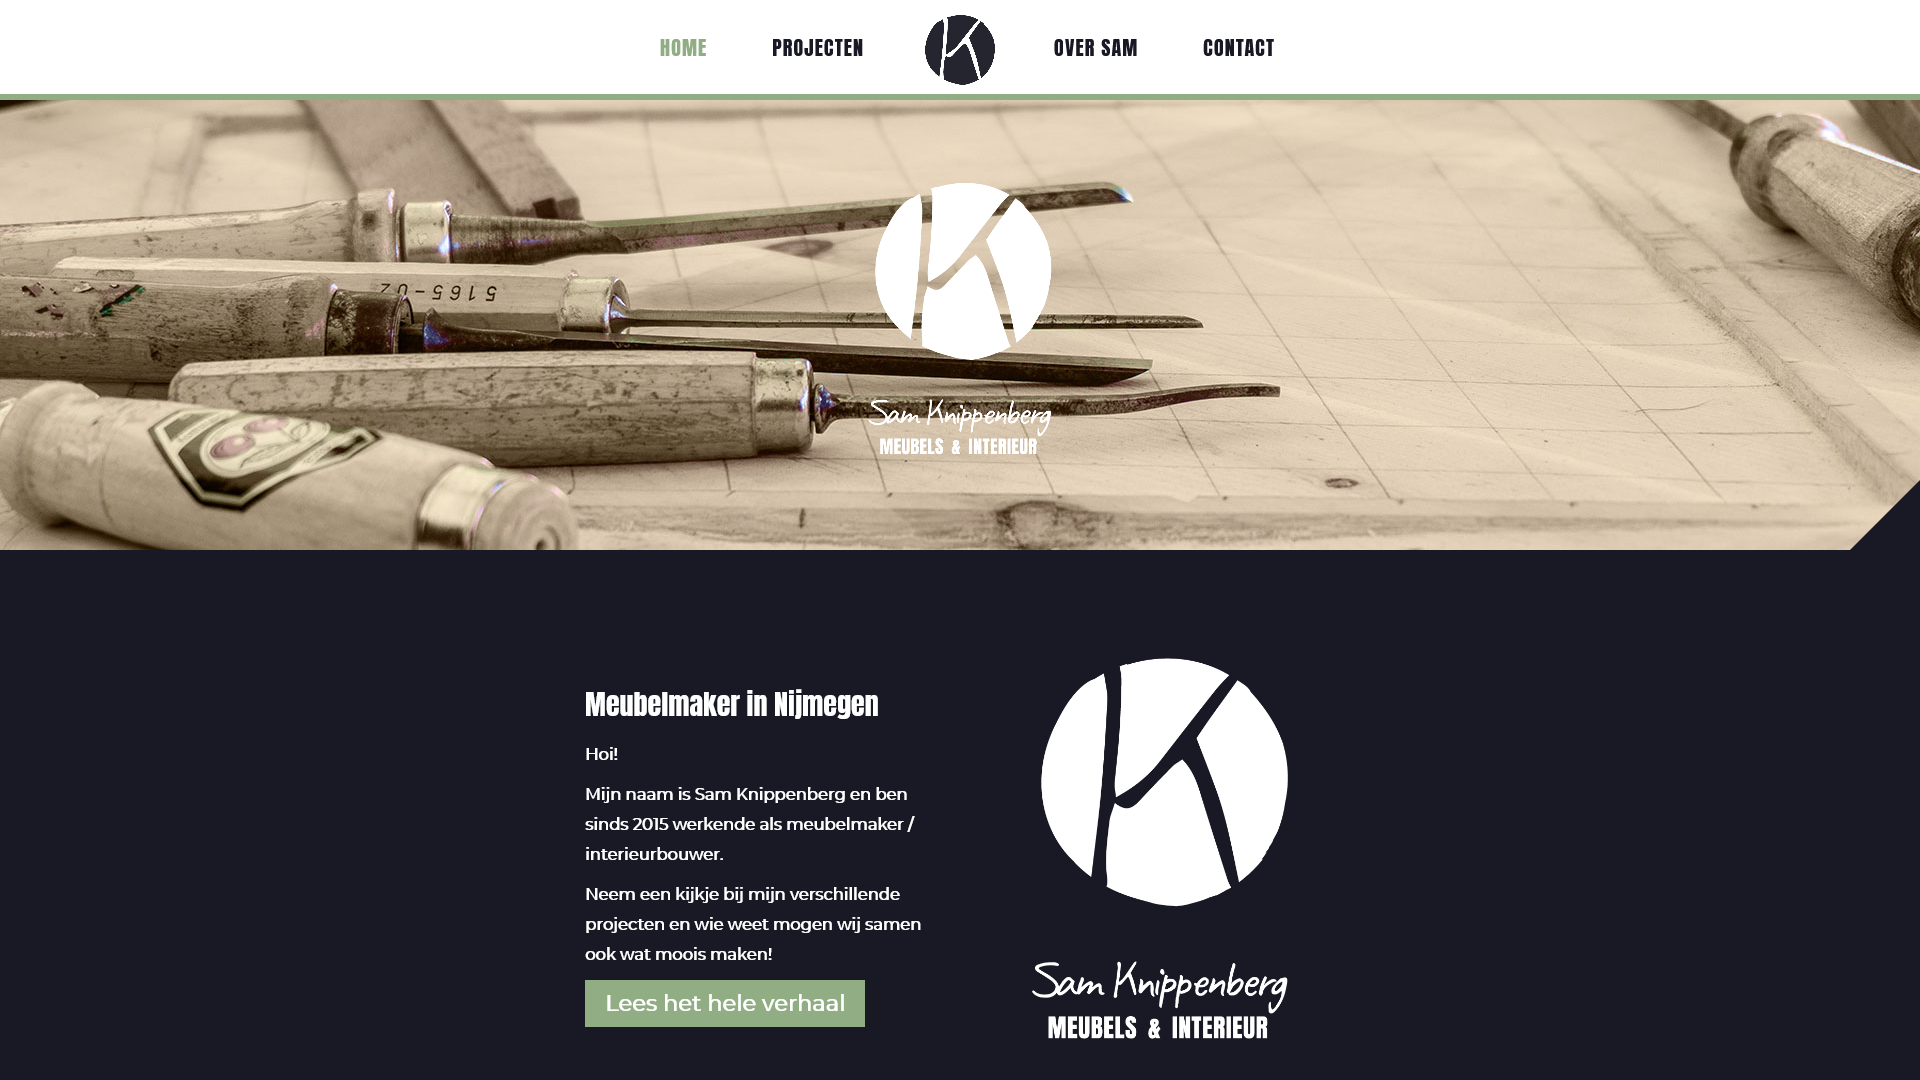 HOME
PROJECTEN
OVER SAM
CONTACT
5165-02
Sam Knippenberg
MEUBELS & INTERIEUR
Meubelmaker in Nijmegen
Hoi!
Mijn naam is Sam Knippenberg en ben
sinds 2015 werkende als meubelmaker /
interieurbouwer.
Neem een kijkje bij mijn verschillende
projecten en wie weet mogen wij samen
ook wat moois maken!
Lees het hele verhaal
Sam Knippenberg
MEUBELS & INTERIEUR